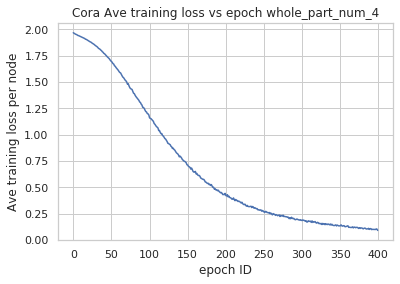 Cora Ave training loss vs epoch whole_part_num_4
Ave training loss per node
2.00
1.75
1.50
1.25
1.00
0.75
0.50
0.25
0.00
0 50 100 150 200 250 300 350 400
epoch ID